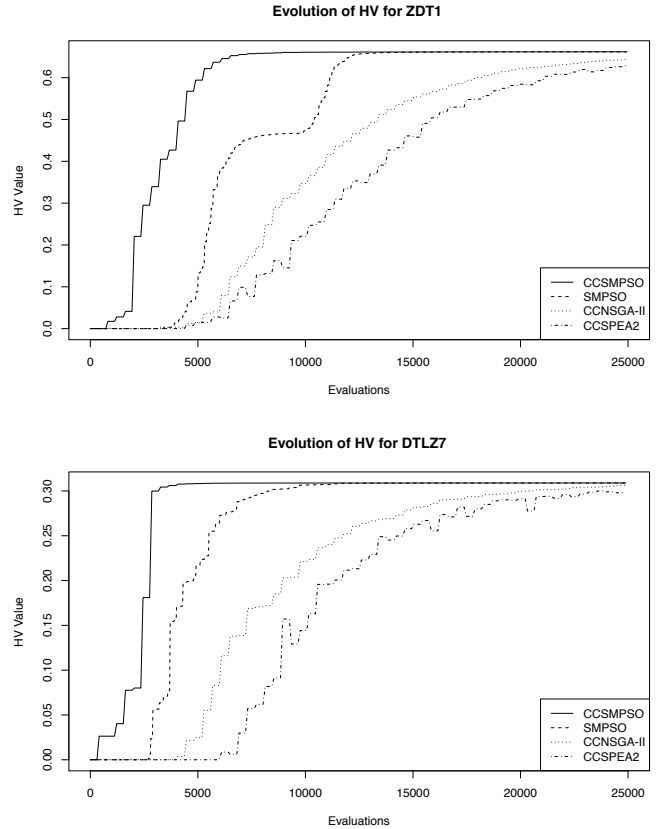 Evolution of HV for ZDT1
HV Value
0.6
0.5
0.4
0.3
0.2
0.1
0.0
CCSMPSO
SMPSO
CCNSGA-II
CCSPEA2
0 5000 10000 15000 20000 25000
Evaluations
Evolution of HV for DTLZ7
HV Value
0.30
0.25
0.20
0.15
0.10
0.05
0.00
CCSMPSO
SMPSO
CCNSGA-II
CCSPEA2
0 5000 10000 15000 20000 25000
Evaluations